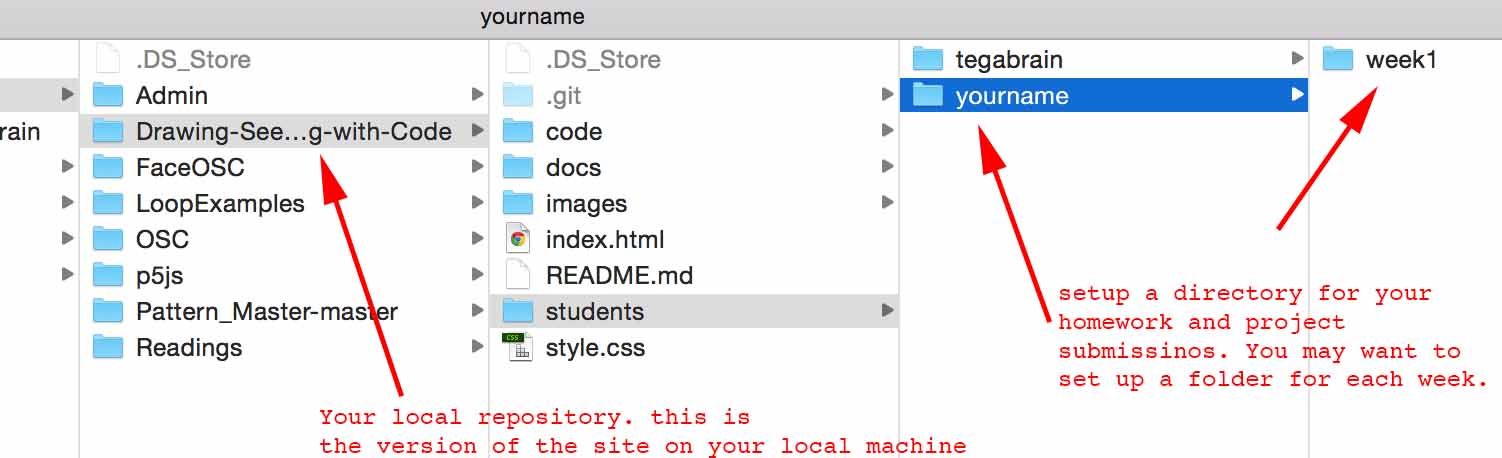 yourname
rain
.DS_Store
Admin
Drawing-See...g-with-Code
FaceOSC
LoopExamples
OSC
p5js
Pattern_Master-master
Readings
.DS_Store
.git
code
docs
images
index.html
README.md
students
CSS
style.css
tegabrain
yourname
week1
setup a directory for your
homework and project
submissinos. You may want to
set up a folder for each week.
Your local repository. this is
the version of the site on your local machine